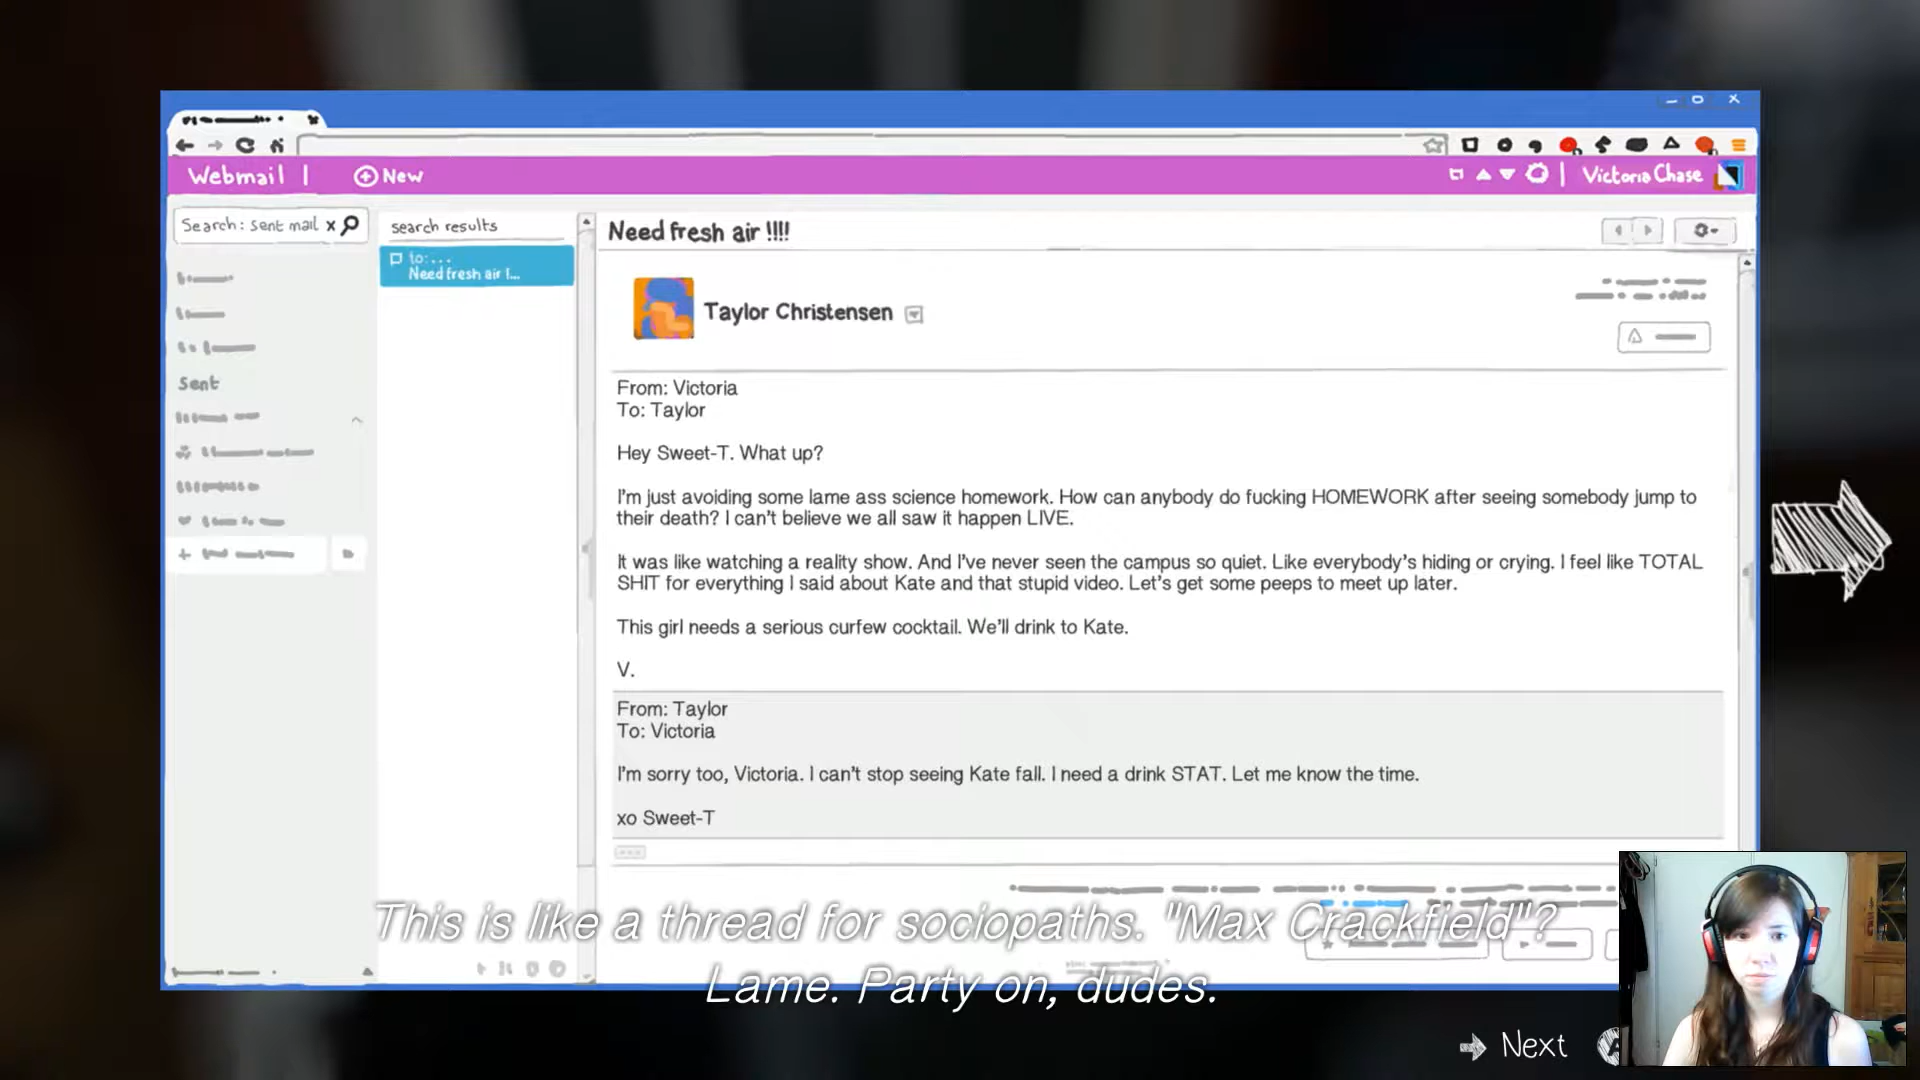 Webmail | New
Victoria Chase
Search: sent mail x
search results
to:...
Need fresh air !...
Sent
Need fresh air !!!!
Taylor Christensen
From: Victoria
To: Taylor
Hey Sweet-T. What up?
I'm just avoiding some lame ass science homework. How can anybody do fucking HOMEWORK after seeing somebody jump to
their death? I can't believe we all saw it happen LIVE.
It was like watching a reality show. And I've never seen the campus so quiet. Like everybody's hiding or crying. I feel like TOTAL
SHIT for everything I said about Kate and that stupid video. Let's get some peeps to meet up later.
This girl needs a serious curfew cocktail. We'll drink to Kate.
V.
From: Taylor
To: Victoria
I'm sorry too, Victoria. I can't stop seeing Kate fall. I need a drink STAT. Let me know the time.
xo Sweet-T
This is like a thread for sociopaths. "Max Crackfield"?
Lame. Party on, dudes.
Next